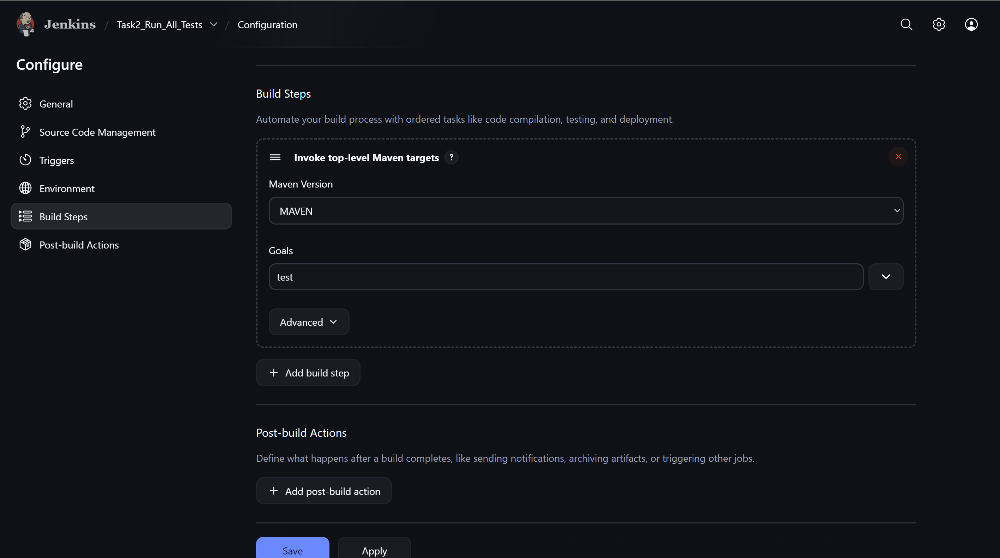 Jenkins / Task2_Run_All_Tests / Configuration
Configure
General
Source Code Management
Triggers
Environment
Build Steps
Post-build Actions
Build Steps
Automate your build process with ordered tasks like code compilation, testing, and deployment.
Invoke top-level Maven targets ?
Maven Version
MAVEN
Goals
test
Advanced
+ Add build step
Post-build Actions
Define what happens after a build completes, like sending notifications, archiving artifacts, or triggering other jobs.
+ Add post-build action
Save
Apply